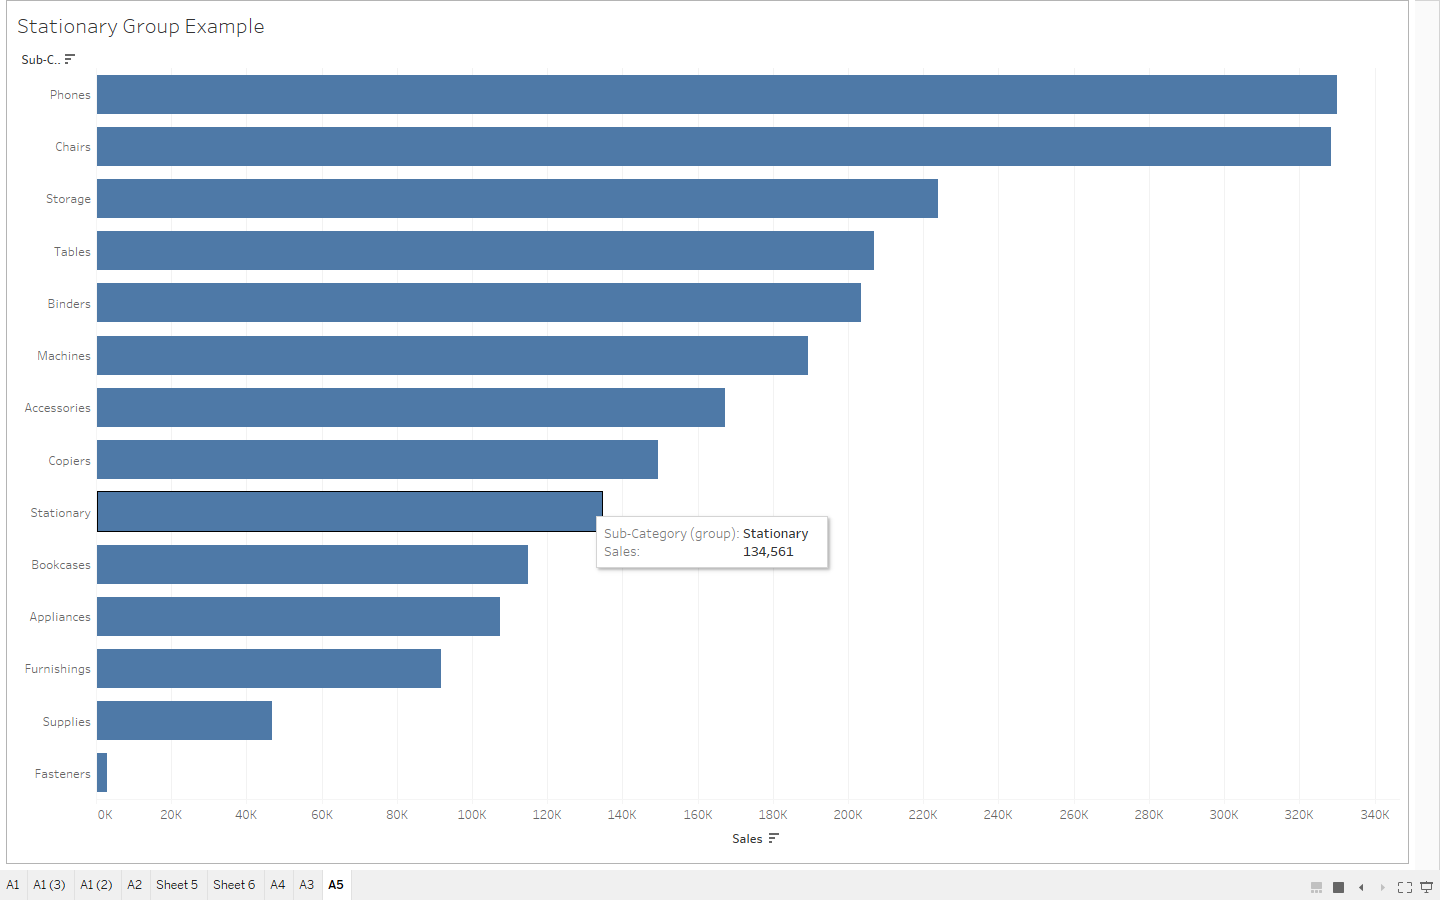 Stationary Group Example
Sub-C..
Phones
Chairs
Storage
Tables
Binders
Machines
Accessories
Copiers
Stationary
Sub-Category (group): Stationary
Sales: 134,561
Bookcases
Appliances
Furnishings
Supplies
Fasteners
0K 20K 40K 60K 80K 100K 120K 140K 160K 180K 200K 220K 240K 260K 280K 300K 320K 340K
Sales
A1 A1 (3) A1 (2) A2 Sheet 5 Sheet 6 A4 A3 A5